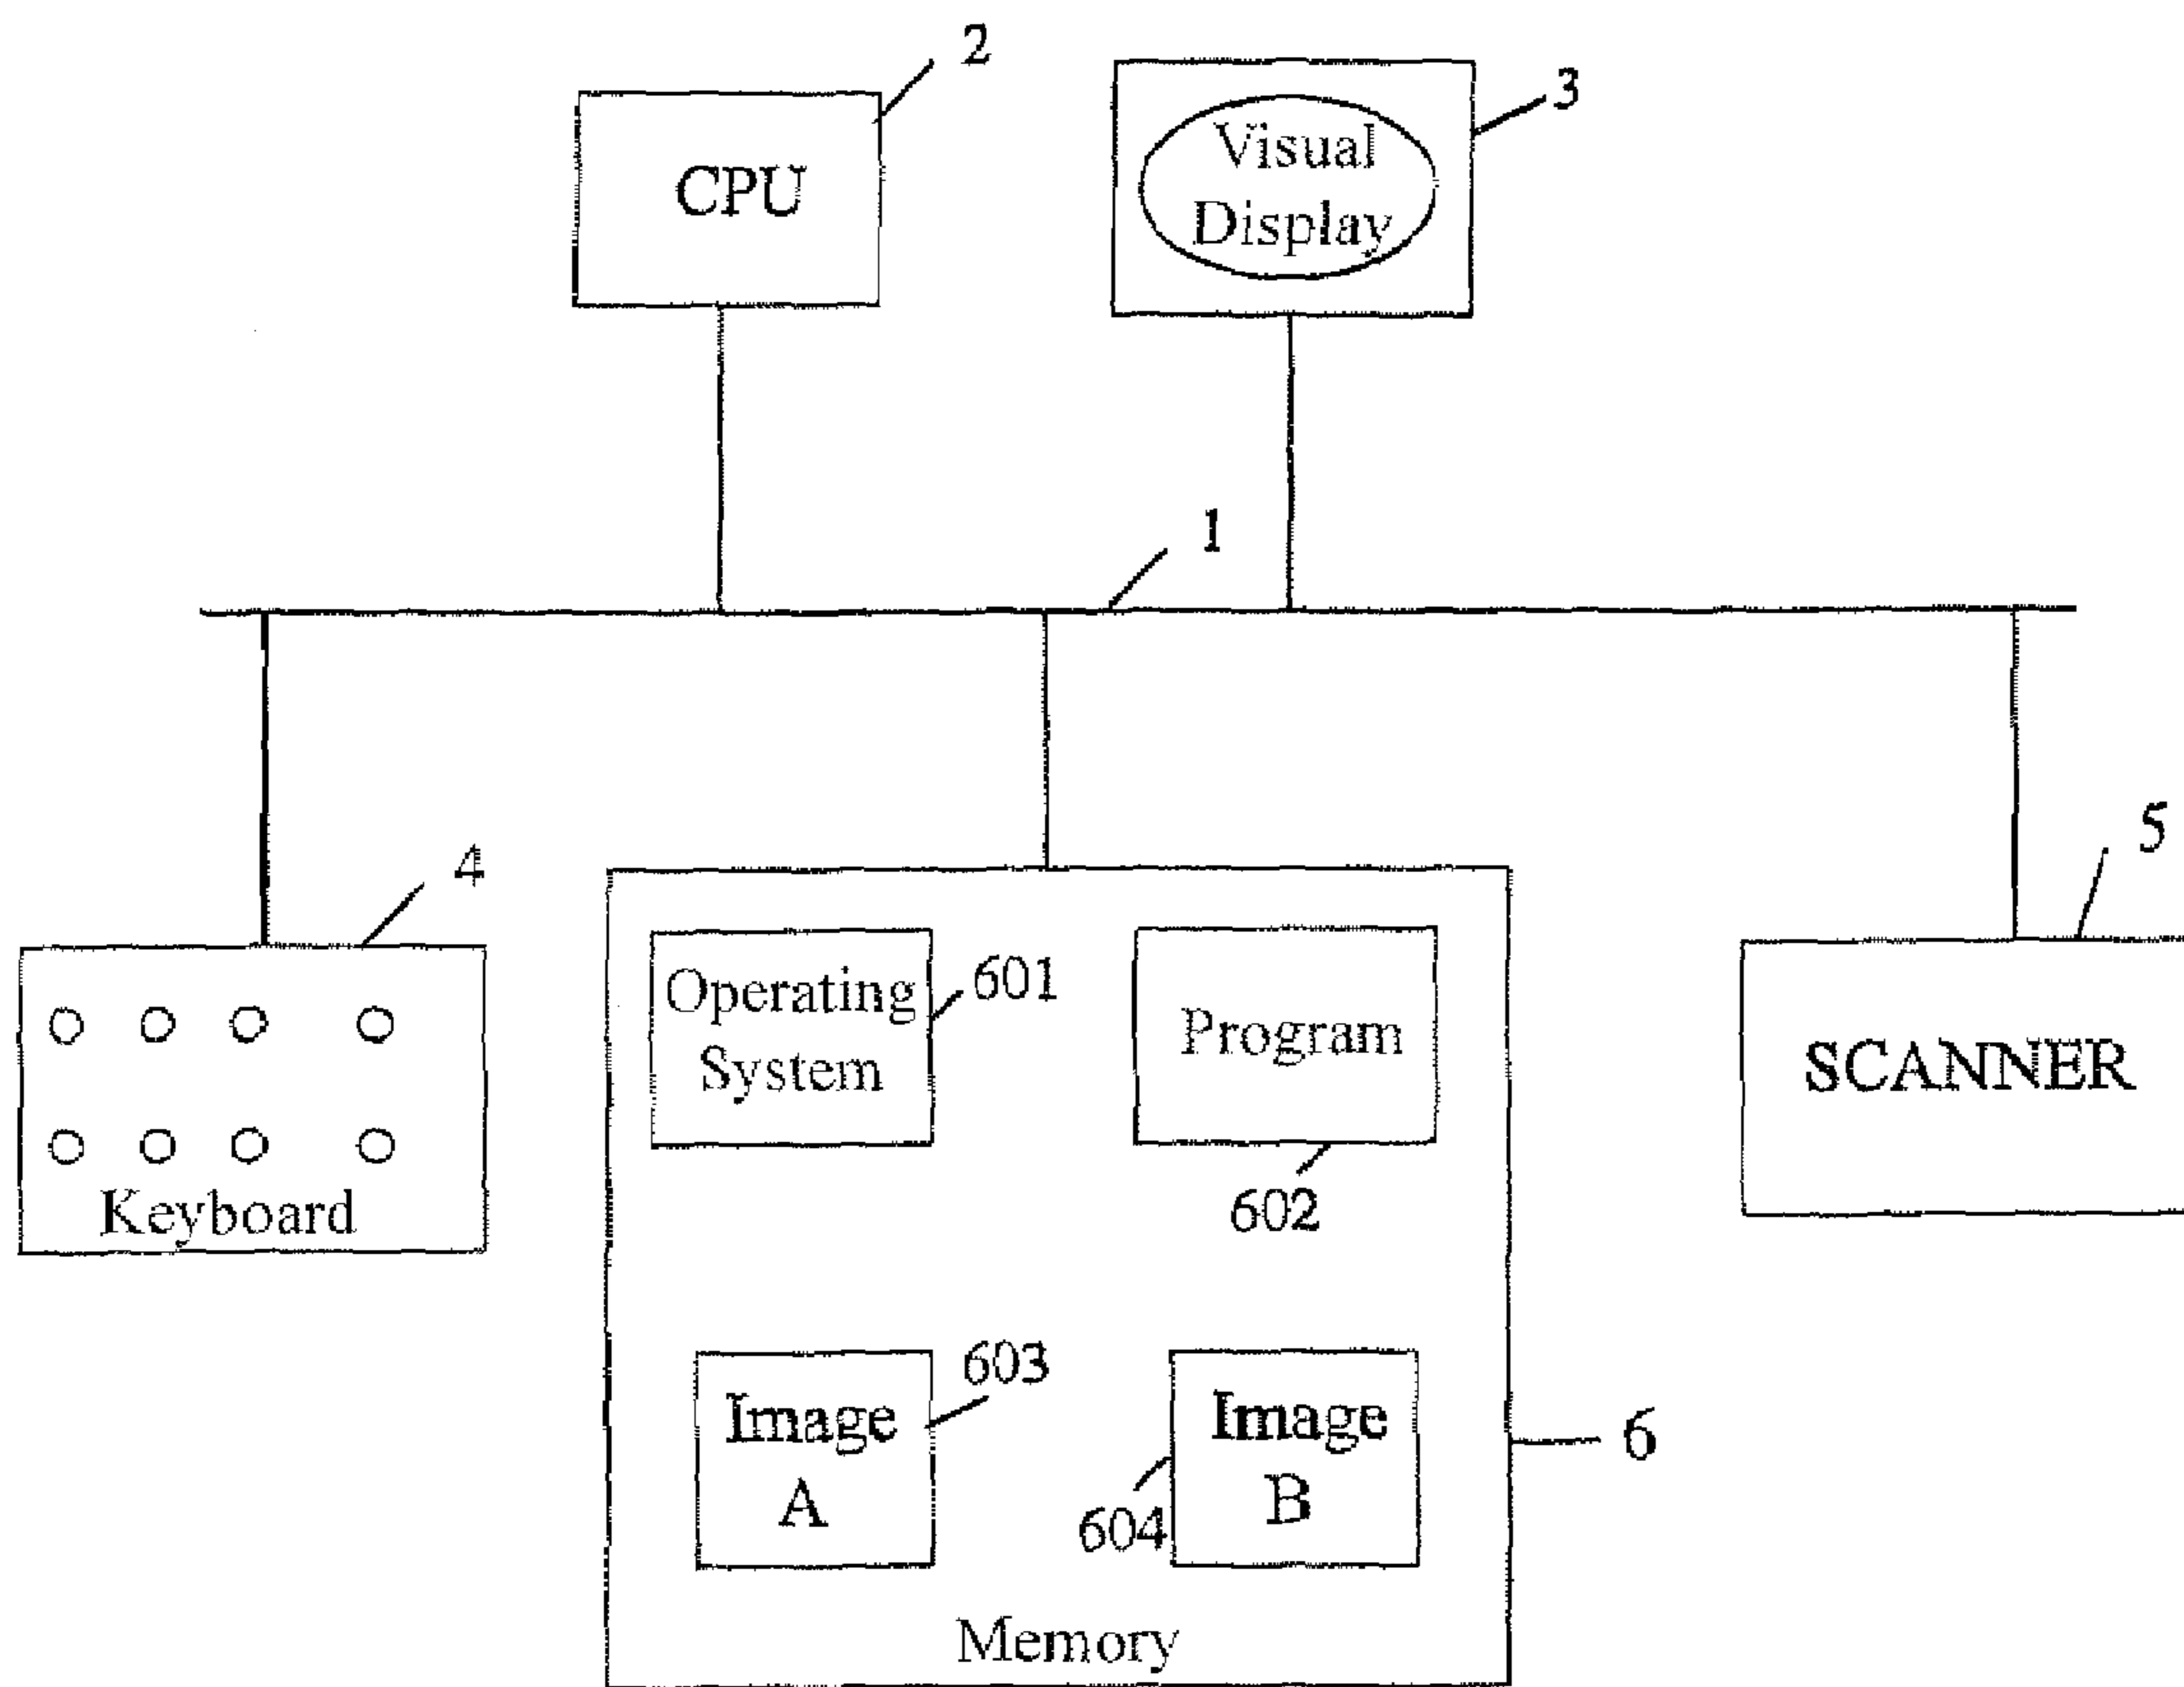 2
CPU
Visual
Display
3
1
4
Keyboard
Operating
System
601
Program
602
5
SCANNER
Image
A
603
Image
B
604
6
Memory